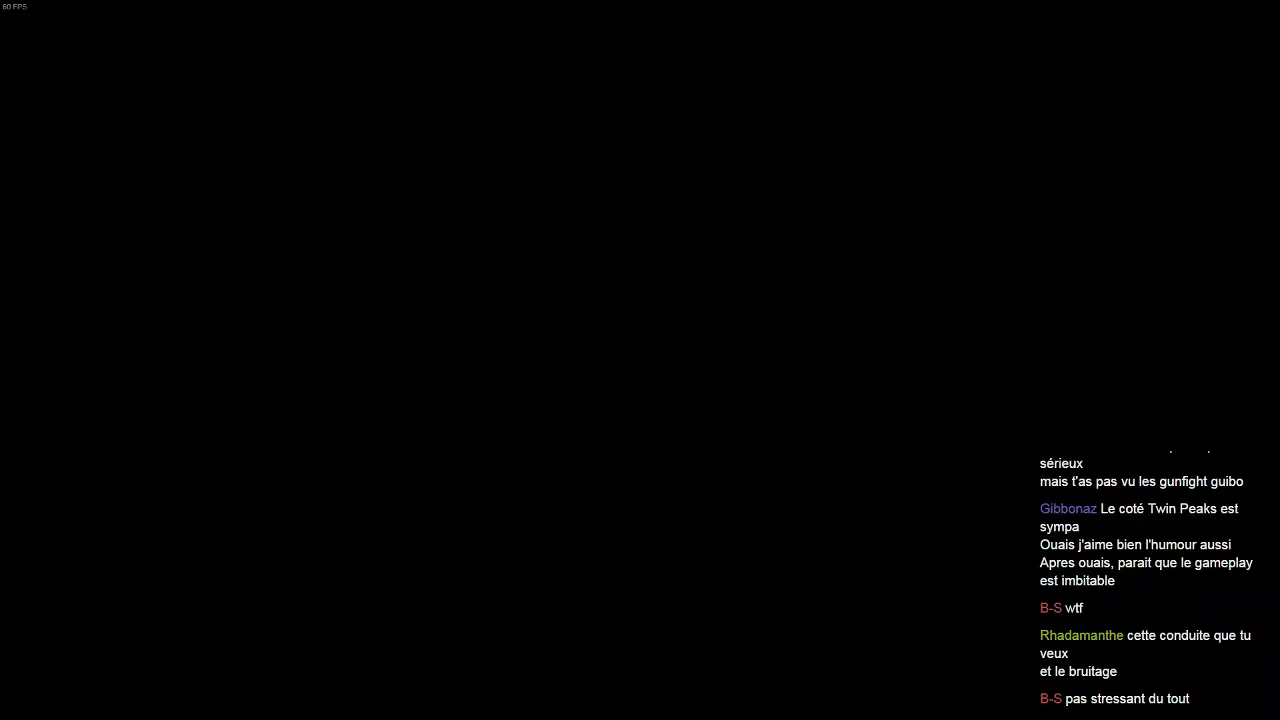 60 FPS
sérieux
mais t'as pas vu les gunfight guibo
Gibbonaz Le coté Twin Peaks est
sympa
Ouais j'aime bien l'humour aussi
Apres ouais, parait que le gameplay
est imbitable
B-S wtf
Rhadamanthe cette conduite que tu
veux
et le bruitage
B-S pas stressant du tout